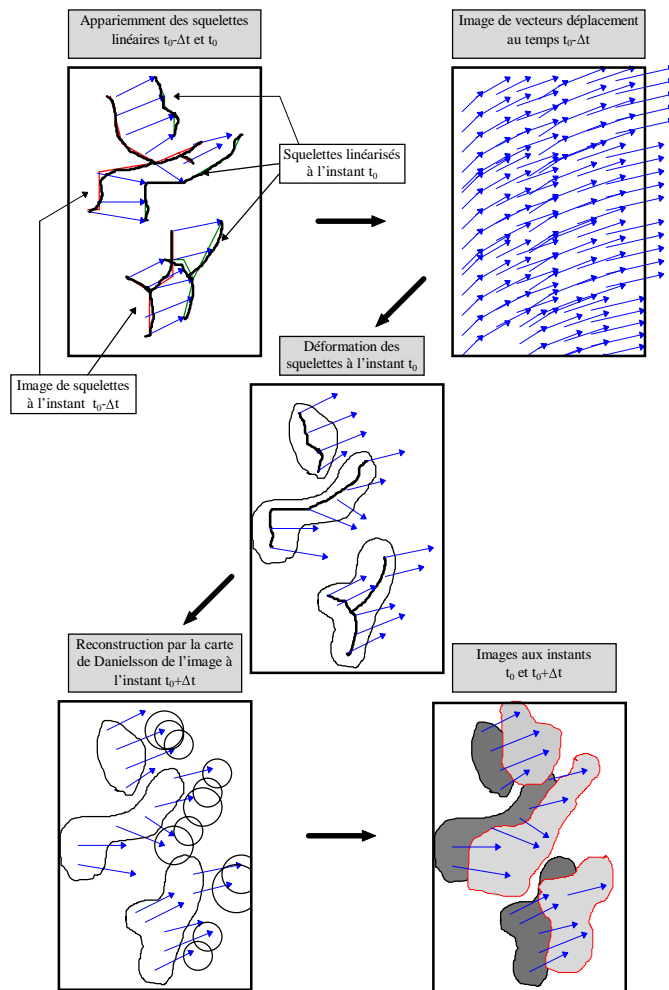 Appariemment des squelettes
linéaires t₀-Δt et t₀
Image de vecteurs déplacement
au temps t₀-Δt
Squelettes linéarisés
à l'instant t₀
Image de squelettes
à l'instant t₀-Δt
Déformation des
squelettes à l'instant t₀
Reconstruction par la carte
de Danielsson de l'image à
l'instant t₀+Δt
Images aux instants
t₀ et t₀+Δt